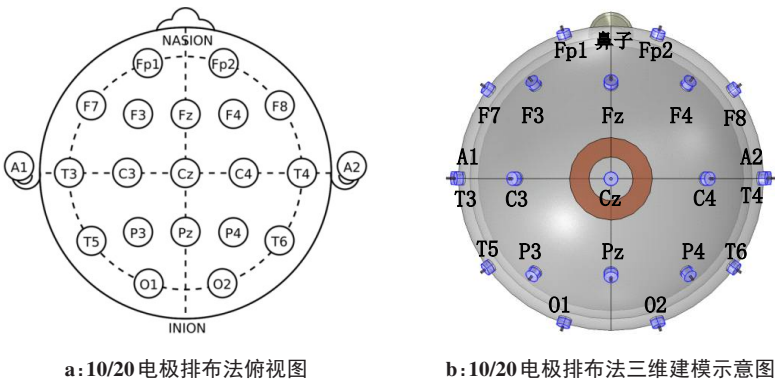 NASION
Fp1 Fp2
F7 F3 Fz F4 F8
A1 T3 C3 Cz C4 T4 A2
T5 P3 Pz P4 T6
O1 O2
INION
a:10/20电极排布法俯视图
鼻子
Fp1 Fp2
F7 F3 Fz F4 F8
A1 A2
T3 C3 Cz C4 T4
T5 P3 Pz P4 T6
O1 O2
b:10/20电极排布法三维建模示意图